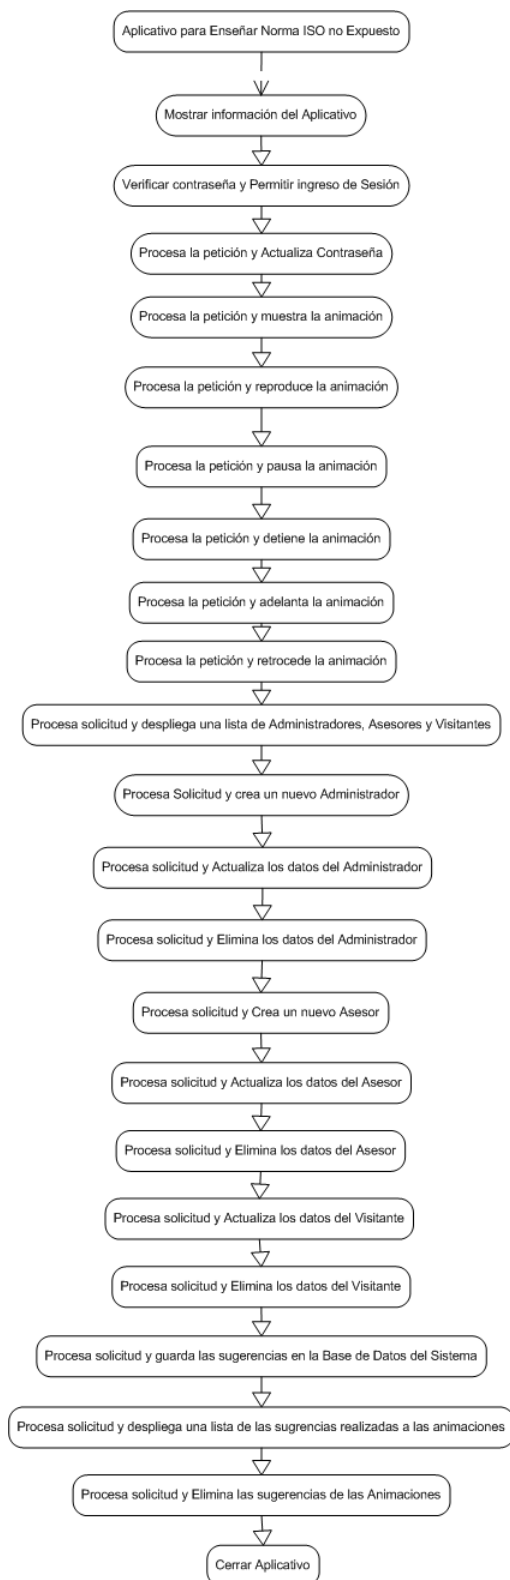 Aplicativo para Enseñar Norma ISO no Expuesto
Mostrar información del Aplicativo
Verificar contraseña y Permitir ingreso de Sesión
Procesa la petición y Actualiza Contraseña
Procesa la petición y muestra la animación
Procesa la petición y reproduce la animación
Procesa la petición y pausa la animación
Procesa la petición y detiene la animación
Procesa la petición y adelanta la animación
Procesa la petición y retrocede la animación
Procesa solicitud y despliega una lista de Administradores, Asesores y Visitantes
Procesa Solicitud y crea un nuevo Administrador
Procesa solicitud y Actualiza los datos del Administrador
Procesa solicitud y Elimina los datos del Administrador
Procesa solicitud y Crea un nuevo Asesor
Procesa solicitud y Actualiza los datos del Asesor
Procesa solicitud y Elimina los datos del Asesor
Procesa solicitud y Actualiza los datos del Visitante
Procesa solicitud y Elimina los datos del Visitante
Procesa solicitud y guarda las sugerencias en la Base de Datos del Sistema
Procesa solicitud y despliega una lista de las sugrencias realizadas a las animaciones
Procesa solicitud y Elimina las sugerencias de las Animaciones
Cerrar Aplicativo